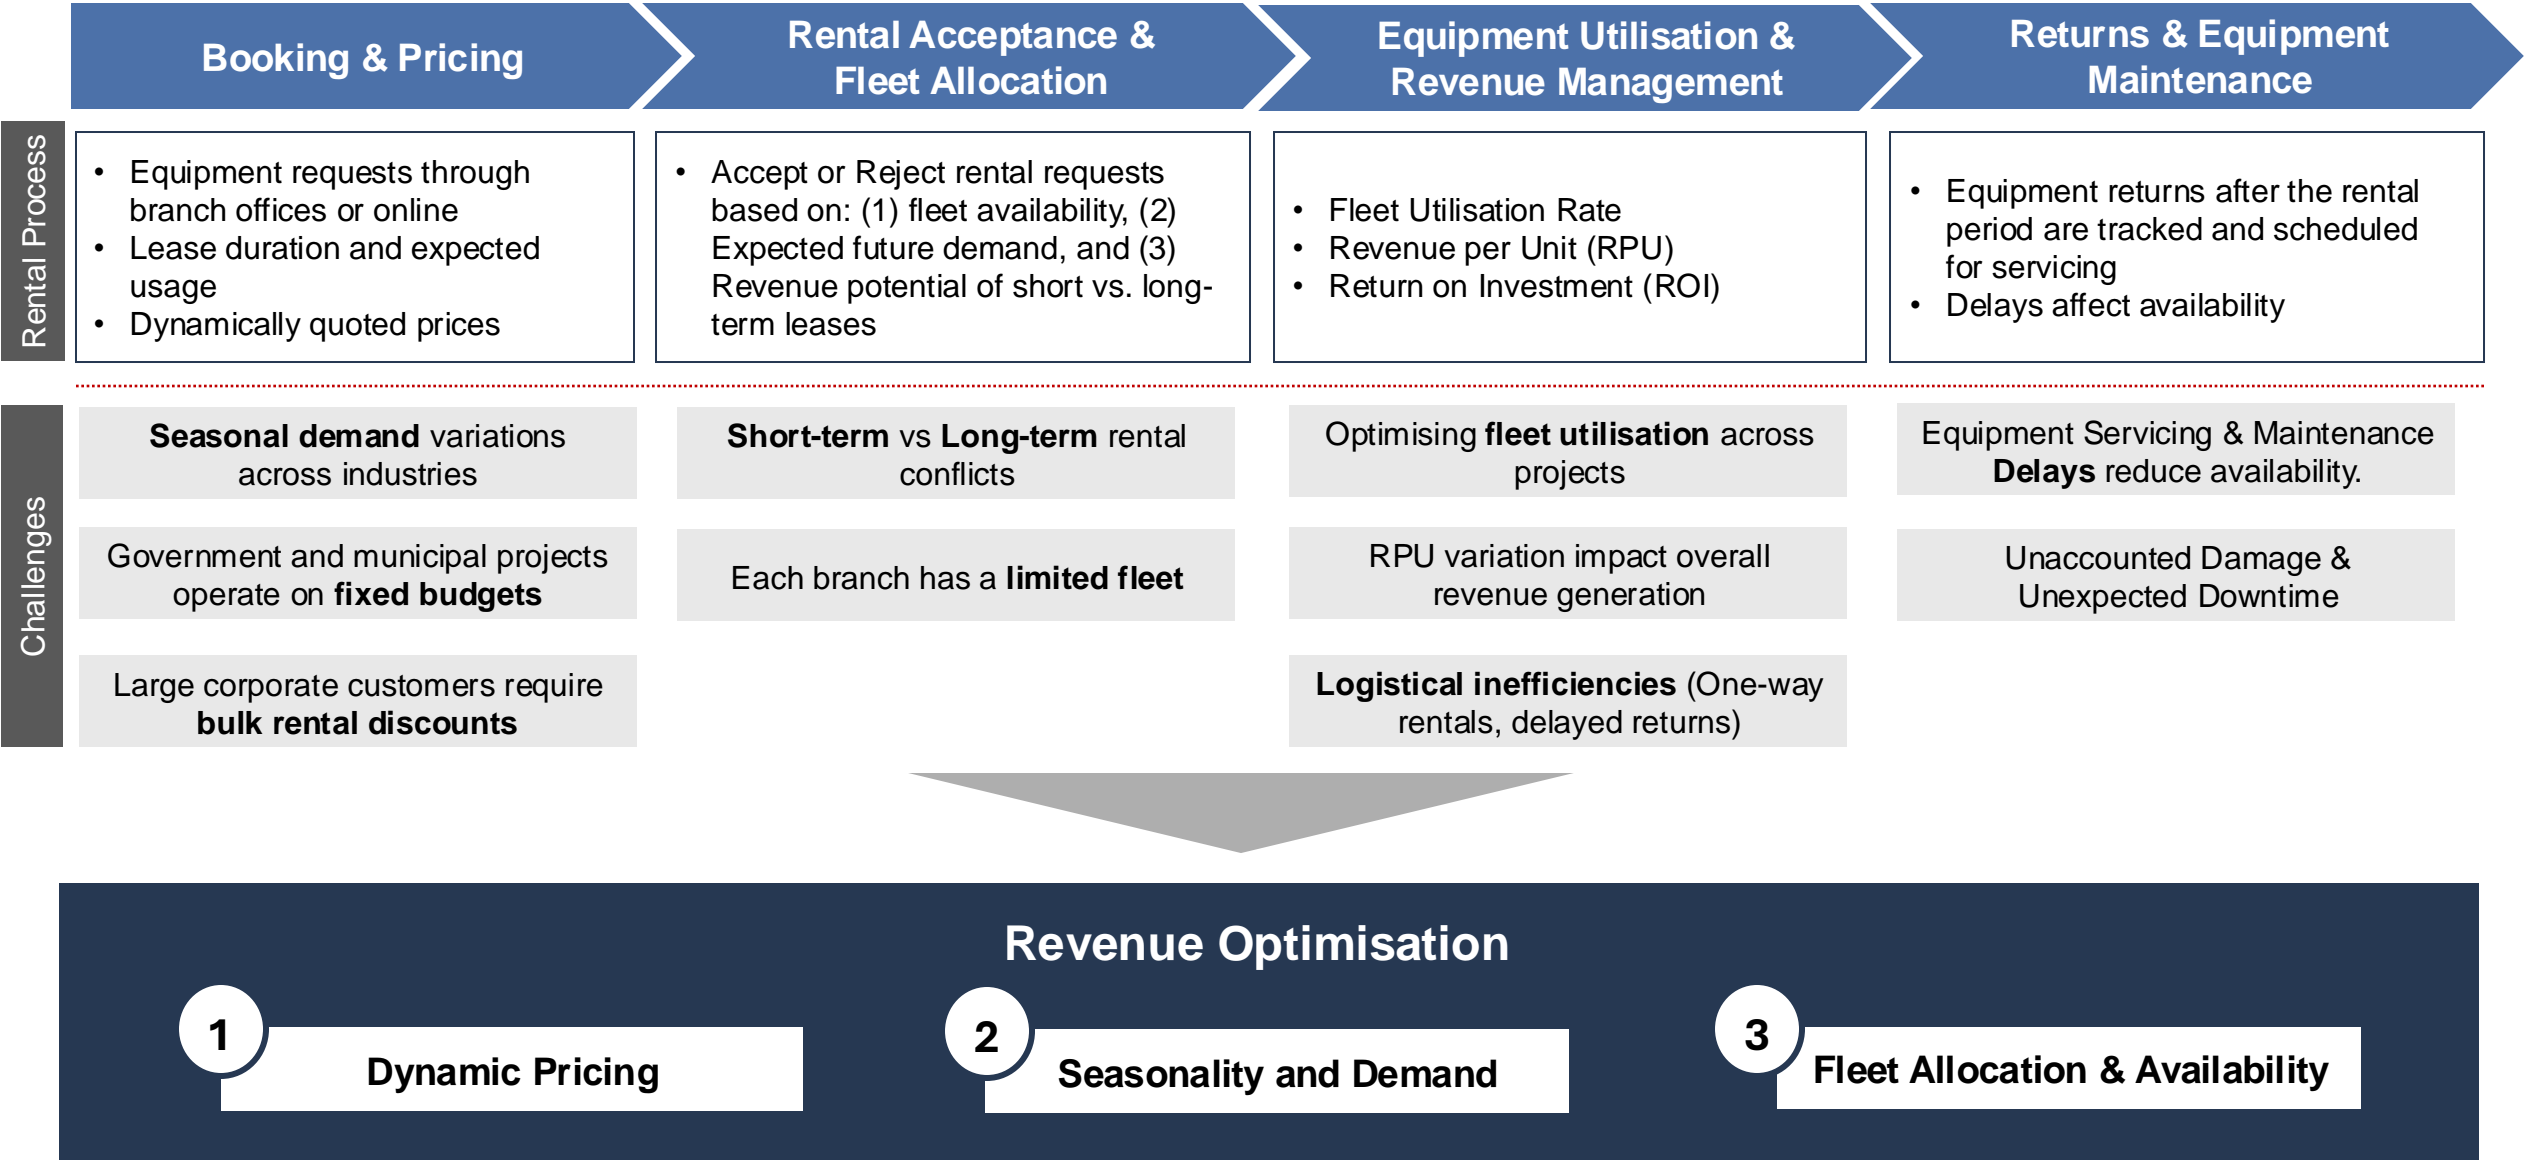 Booking & Pricing
Rental Acceptance &
Fleet Allocation
Equipment Utilisation &
Revenue Management
Returns & Equipment
Maintenance
Rental Process
• Equipment requests through
branch offices or online
• Lease duration and expected
usage
• Dynamically quoted prices
• Accept or Reject rental requests
based on: (1) fleet availability, (2)
Expected future demand, and (3)
Revenue potential of short vs. long-
term leases
• Fleet Utilisation Rate
• Revenue per Unit (RPU)
• Return on Investment (ROI)
• Equipment returns after the rental
period are tracked and scheduled
for servicing
• Delays affect availability
Challenges
Seasonal demand variations
across industries
Government and municipal projects
operate on fixed budgets
Large corporate customers require
bulk rental discounts
Short-term vs Long-term rental
conflicts
Each branch has a limited fleet
Optimising fleet utilisation across
projects
RPU variation impact overall
revenue generation
Logistical inefficiencies (One-way
rentals, delayed returns)
Equipment Servicing & Maintenance
Delays reduce availability.
Unaccounted Damage &
Unexpected Downtime
Revenue Optimisation
1
Dynamic Pricing
2
Seasonality and Demand
3
Fleet Allocation & Availability